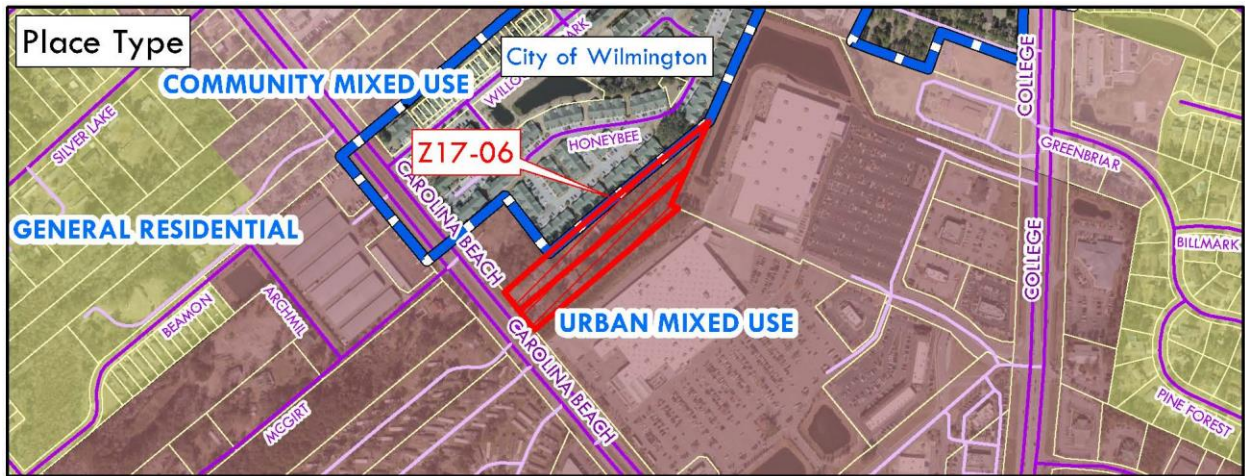 Place Type
City of Wilmington
COMMUNITY MIXED USE
SILVER LAKE
HONEYBEE
Z17-06
COLLEGE
GREENBRIAR
CAROLINA BEACH
GENERAL RESIDENTIAL
BILLMARK
BEAMON
ARCHMIL
COLLEGE
URBAN MIXED USE
CAROLINA BEACH
MCGIRT
PINE FOREST